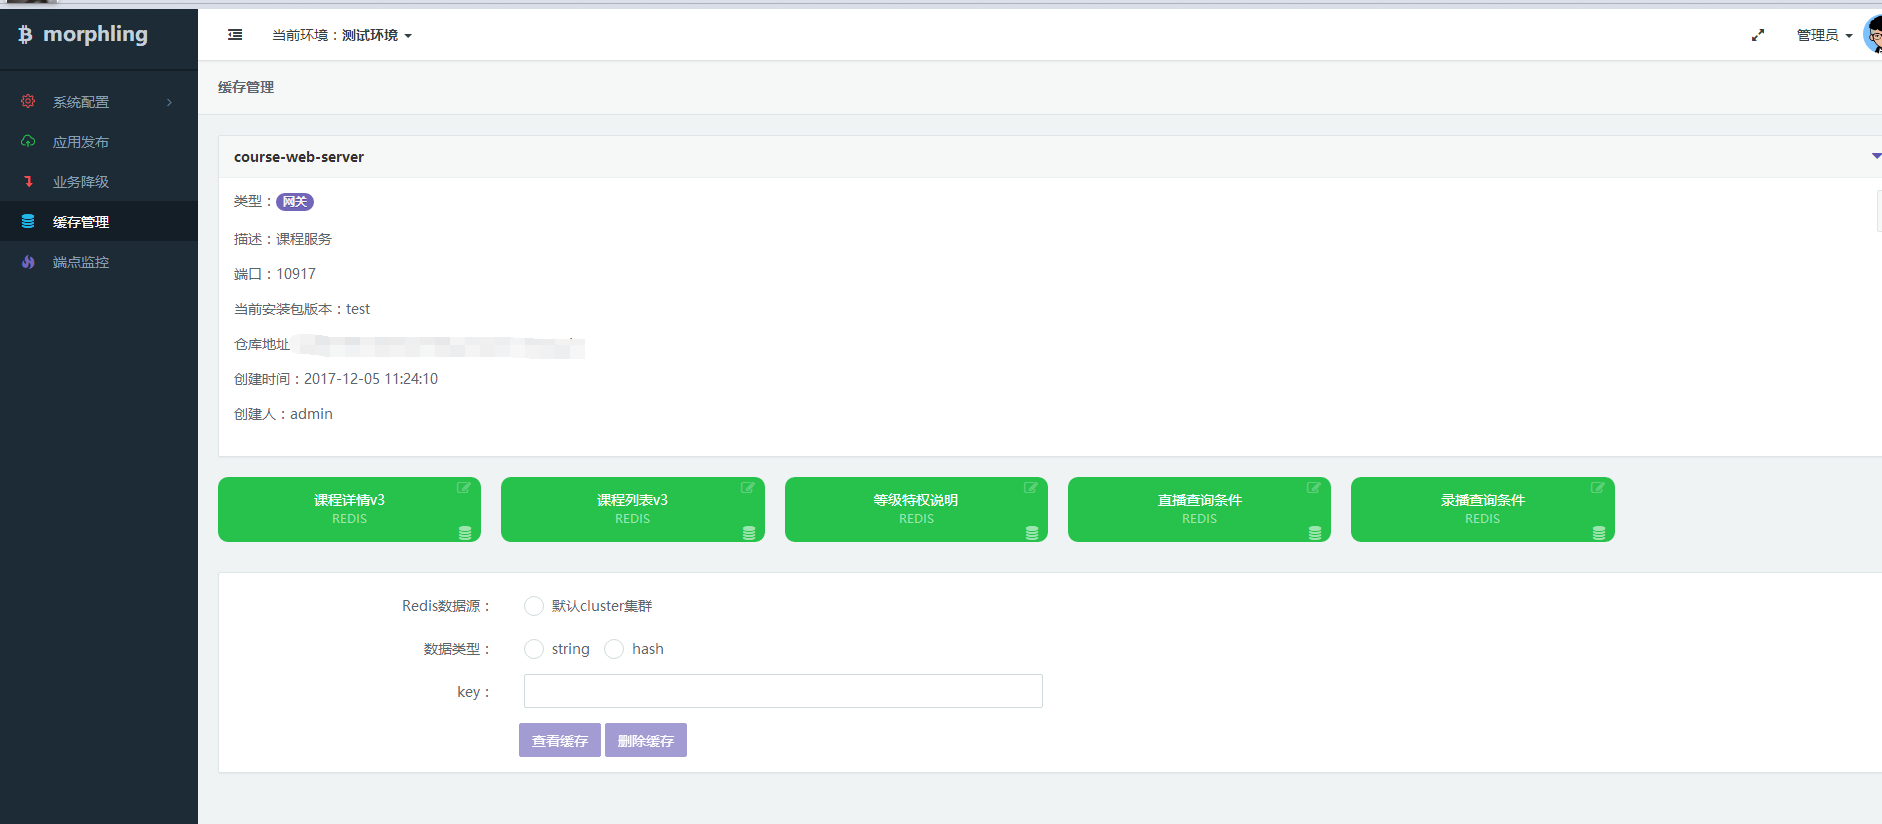 morphling
当前环境：测试环境
管理员
系统配置
应用发布
业务降级
缓存管理
端点监控
缓存管理
course-web-server
类型：网关
描述：课程服务
端口：10917
当前安装包版本：test
仓库地址
创建时间：2017-12-05 11:24:10
创建人：admin
课程详情v3
REDIS
课程列表v3
REDIS
等级特权说明
REDIS
直播查询条件
REDIS
录播查询条件
REDIS
Redis数据源：
默认cluster集群
数据类型：
string hash
key：
查看缓存 删除缓存